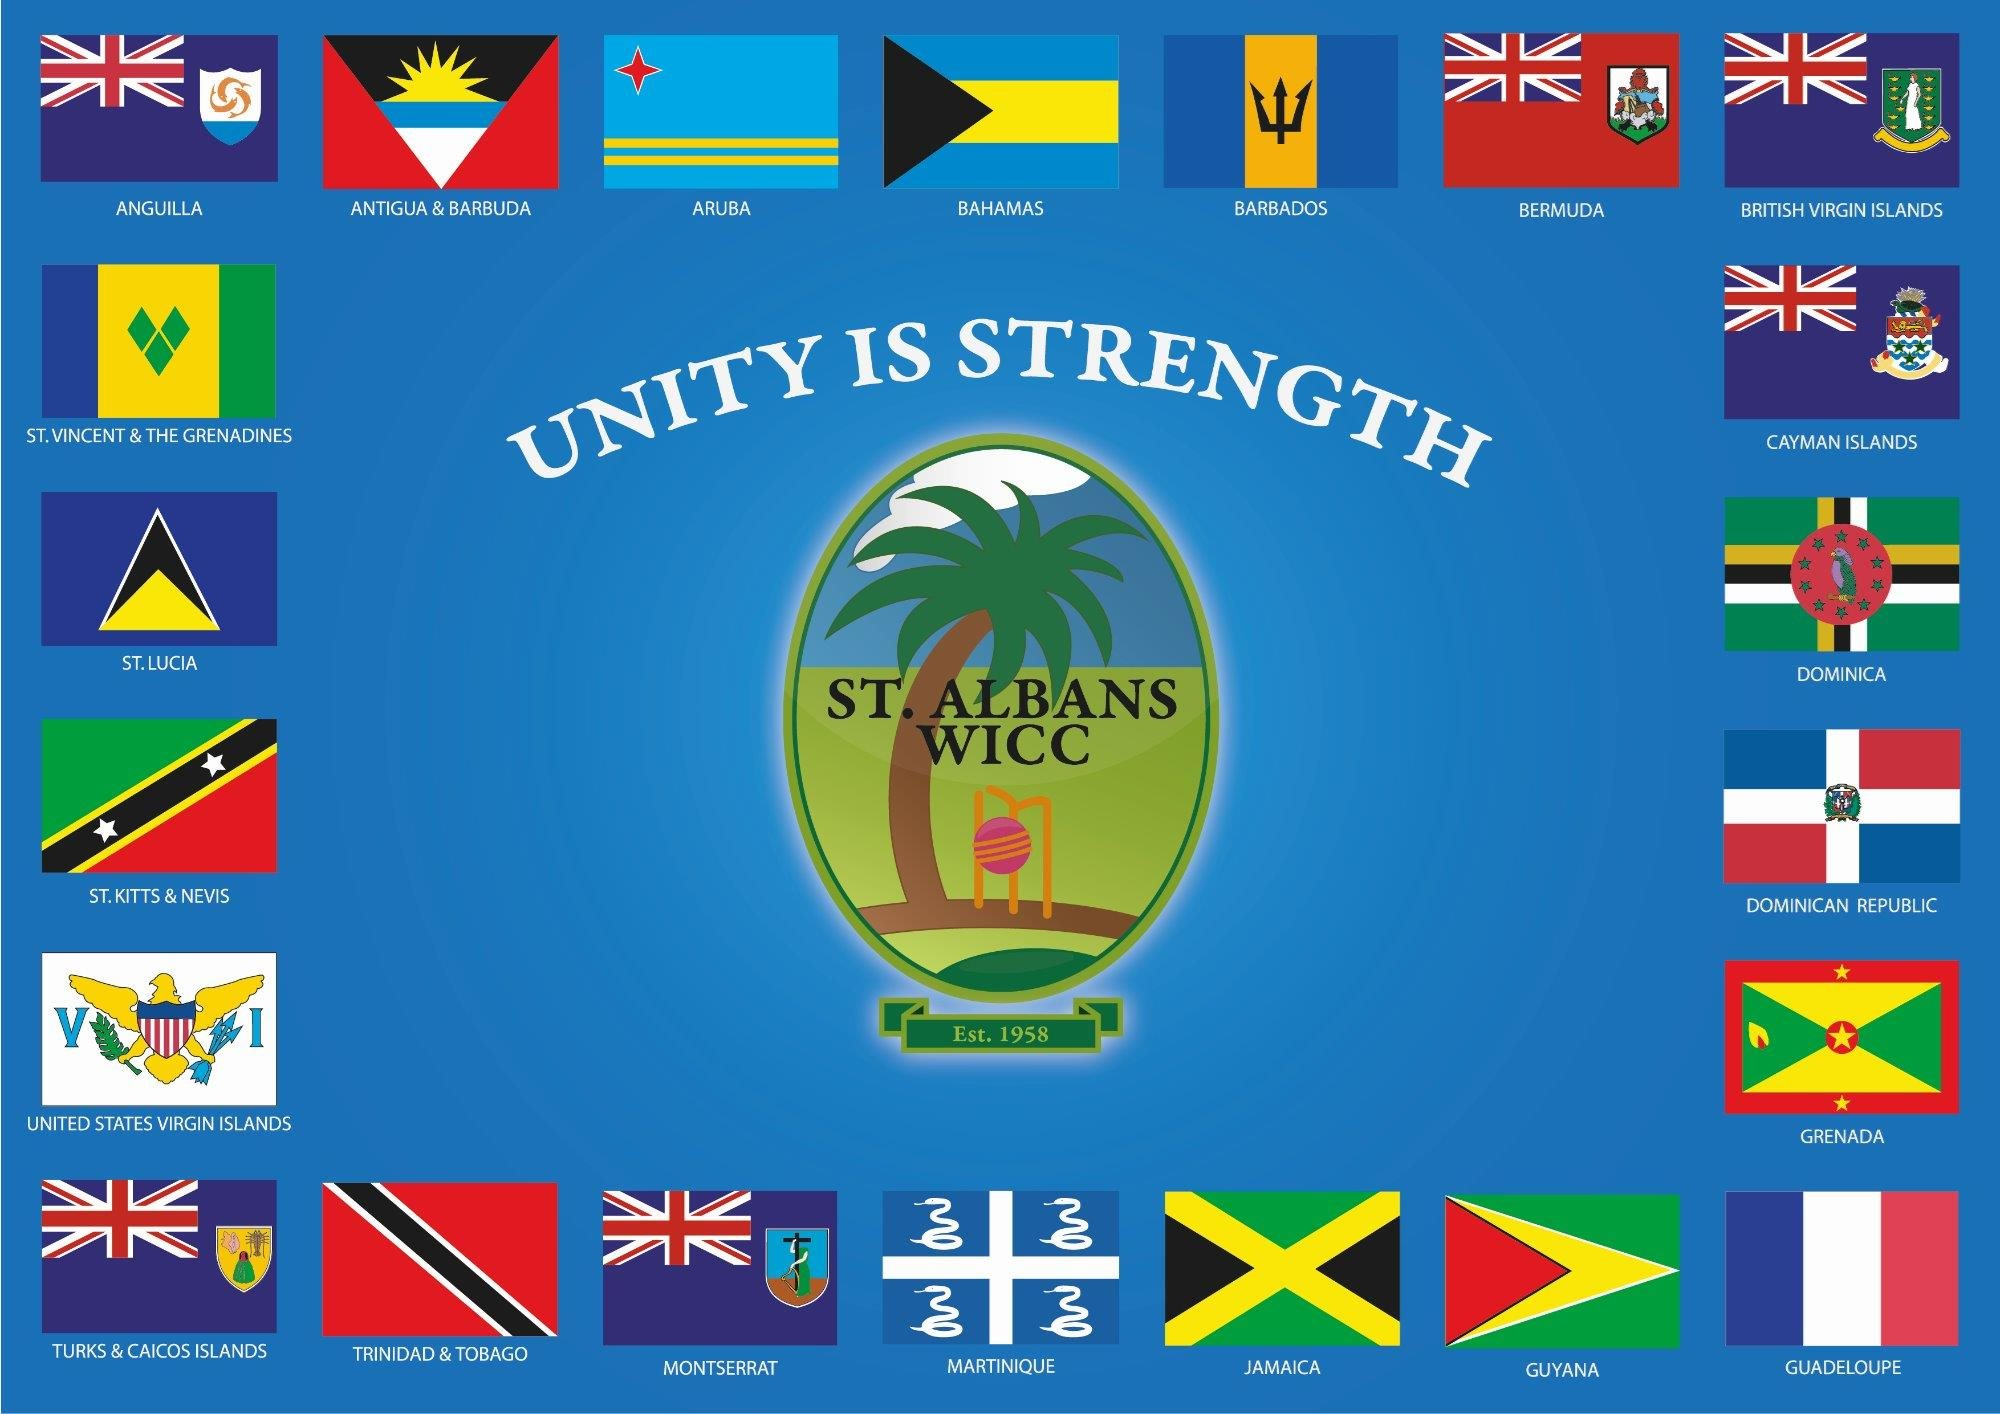 ANGUILLA
ANTIGUA & BARBUDA
ARUBA
BAHAMAS
BARBADOS
BERMUDA
BRITISH VIRGIN ISLANDS
ST. VINCENT & THE GRENADINES
CAYMAN ISLANDS
UNITY IS STRENGTH
ST. LUCIA
DOMINICA
ST. ALBANS
WICC
ST. KITTS & NEVIS
DOMINICAN REPUBLIC
V I
Est. 1958
UNITED STATES VIRGIN ISLANDS
GRENADA
TURKS & CAICOS ISLANDS
TRINIDAD & TOBAGO
MONTSERRAT
MARTINIQUE
JAMAICA
GUYANA
GUADELOUPE